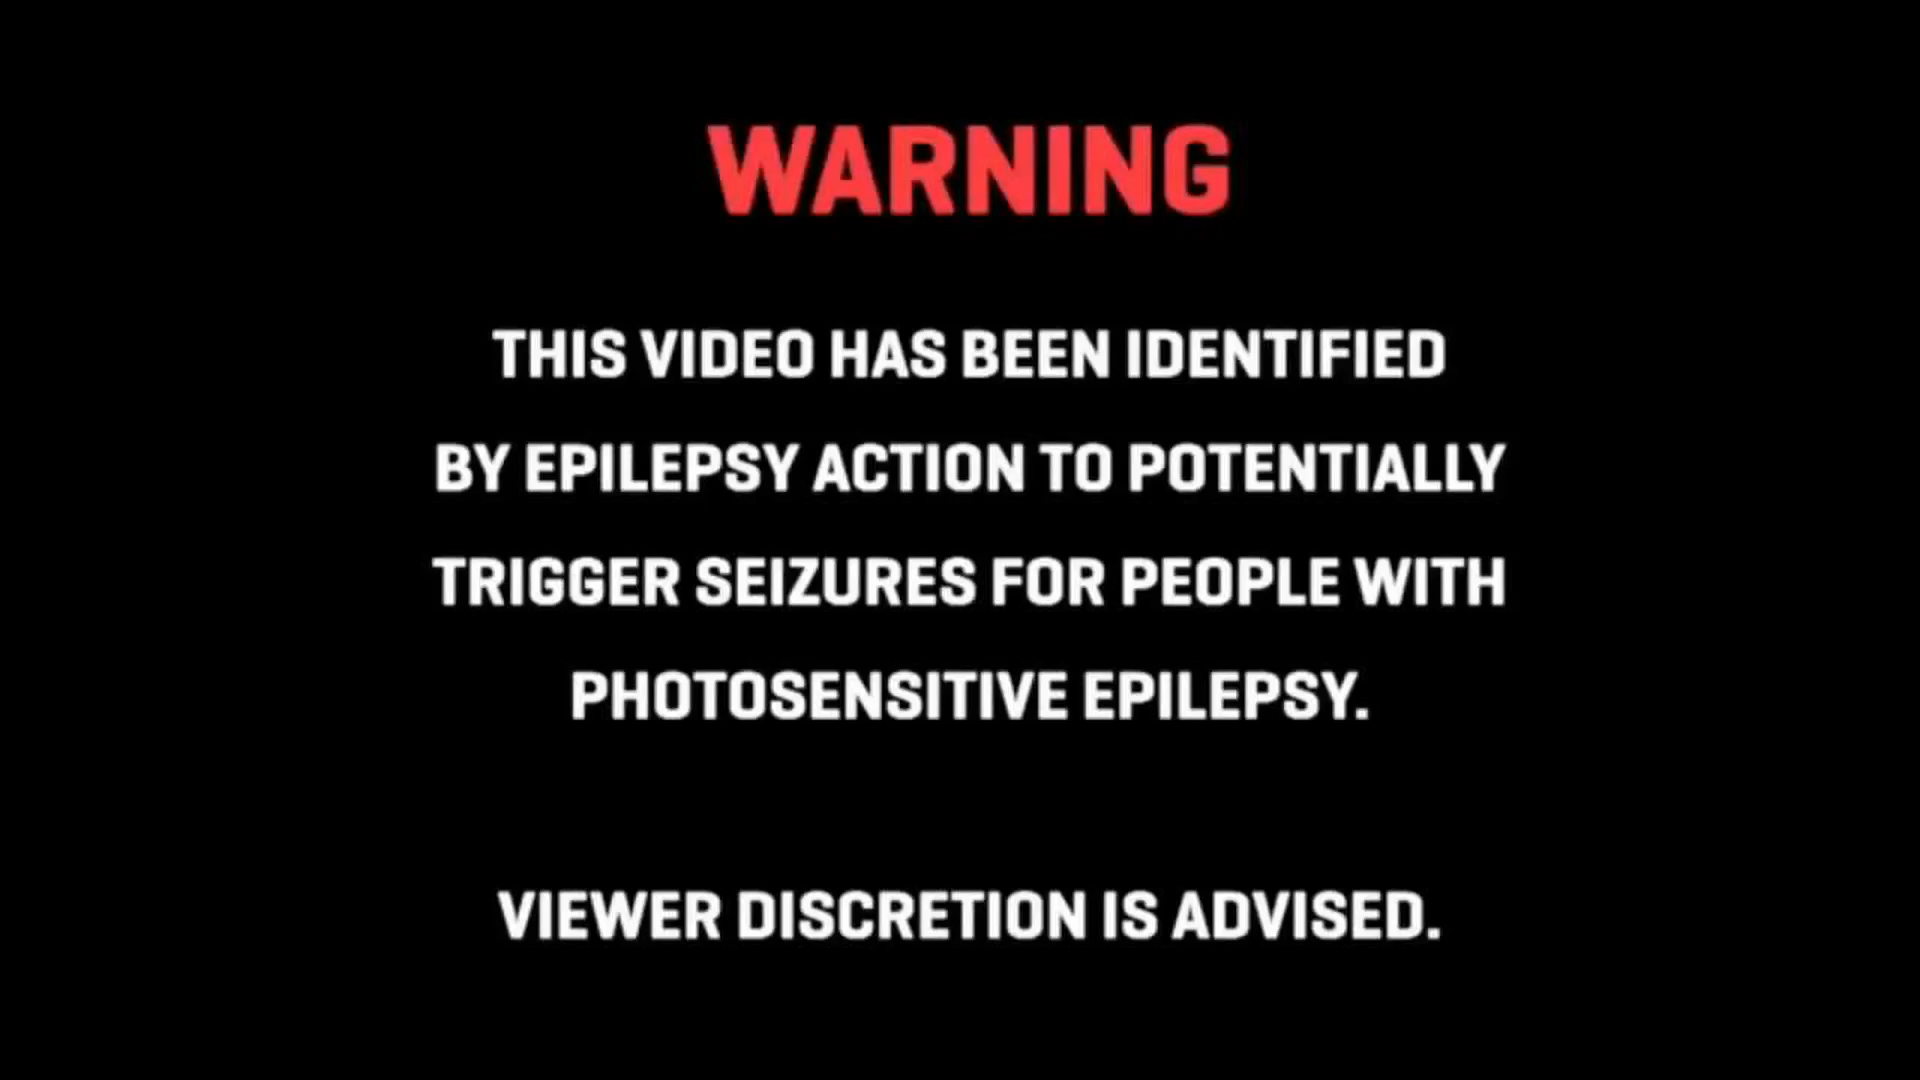 WARNING
THIS VIDEO HAS BEEN IDENTIFIED
BY EPILEPSY ACTION TO POTENTIALLY
TRIGGER SEIZURES FOR PEOPLE WITH
PHOTOSENSITIVE EPILEPSY.
VIEWER DISCRETION IS ADVISED.